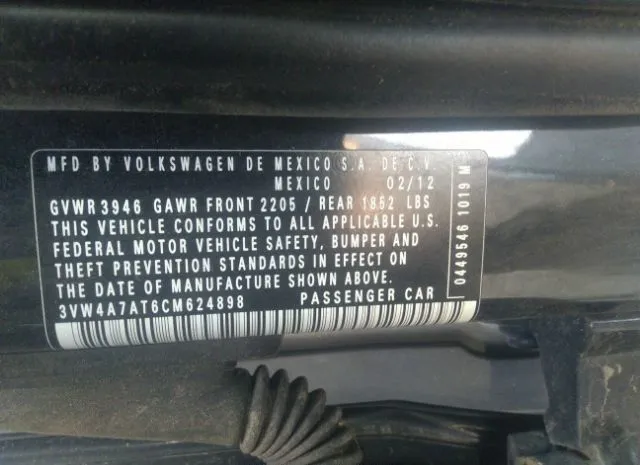 MFD BY VOLKSWAGEN DE MEXICO S.A. DE C.V.
MEXICO 02/12
GVWR 3946 GAWR FRONT 2205 / REAR 1852 LBS
THIS VEHICLE CONFORMS TO ALL APPLICABLE U.S.
FEDERAL MOTOR VEHICLE SAFETY, BUMPER AND
THEFT PREVENTION STANDARDS IN EFFECT ON
THE DATE OF MANUFACTURE SHOWN ABOVE.
3VW4A7AT6CM624898 PASSENGER CAR
0449546 1019 M